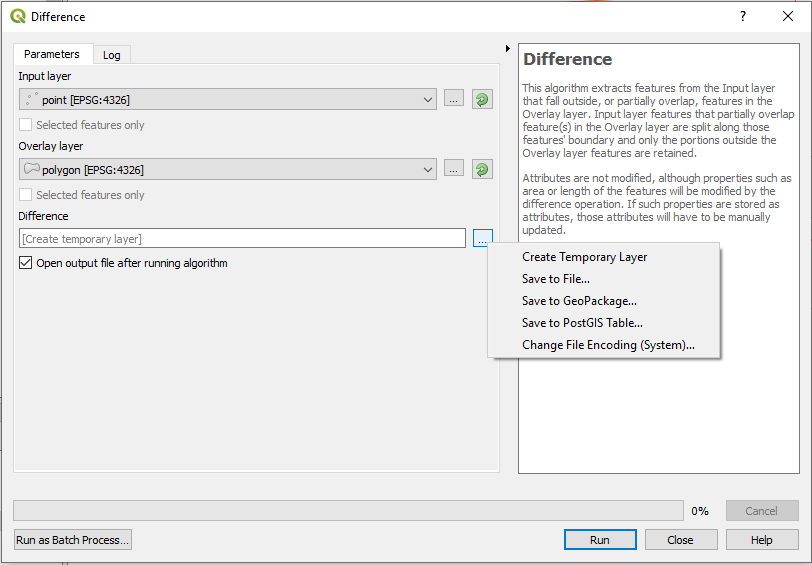 Difference
?
Parameters
Log
Input layer
point [EPSG:4326]
...
Selected features only
Overlay layer
polygon [EPSG:4326]
...
Selected features only
Difference
[Create temporary layer]
...
Open output file after running algorithm
Difference
This algorithm extracts features from the Input layer
that fall outside, or partially overlap, features in the
Overlay layer. Input layer features that partially overlap
feature(s) in the Overlay layer are split along those
features' boundary and only the portions outside the
Overlay layer features are retained.
Attributes are not modified, although properties such as
area or length of the features will be modified by the
difference operation. If such properties are stored as
attributes, those attributes will have to be manually
updated.
Create Temporary Layer
Save to File...
Save to GeoPackage...
Save to PostGIS Table...
Change File Encoding (System)...
0%
Cancel
Run as Batch Process...
Run
Close
Help